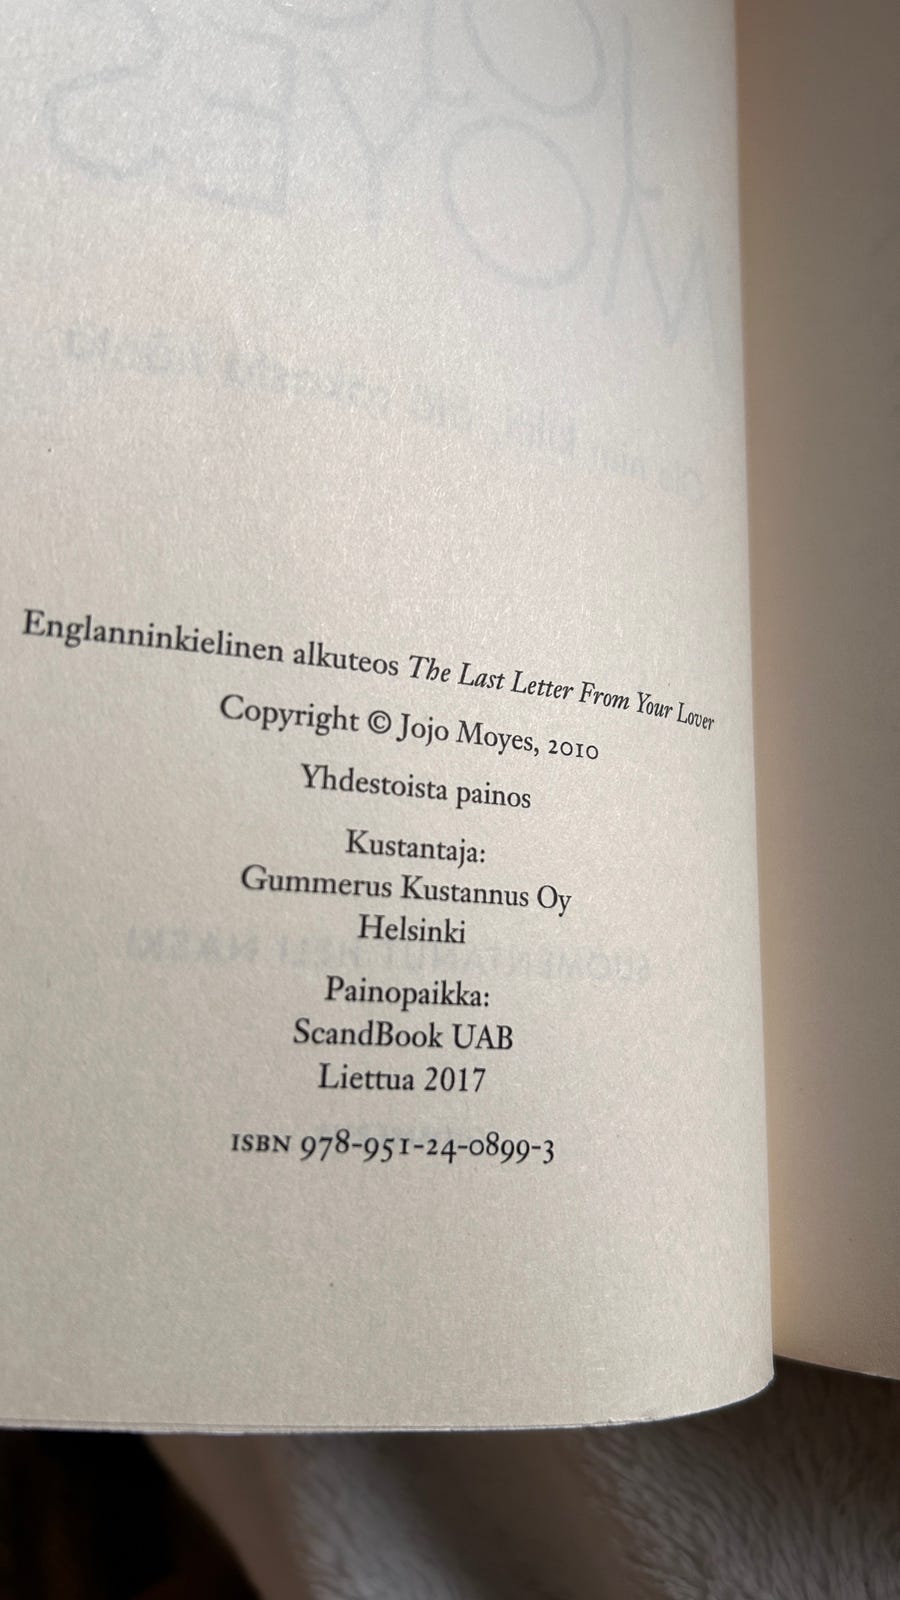 Englanninkielinen alkuteos The Last Letter From Your Lover
Copyright © Jojo Moyes, 2010
Yhdestoista painos
Kustantaja:
Gummerus Kustannus Oy
Helsinki
Painopaikka:
ScandBook UAB
Liettua 2017
ISBN 978-951-24-0899-3